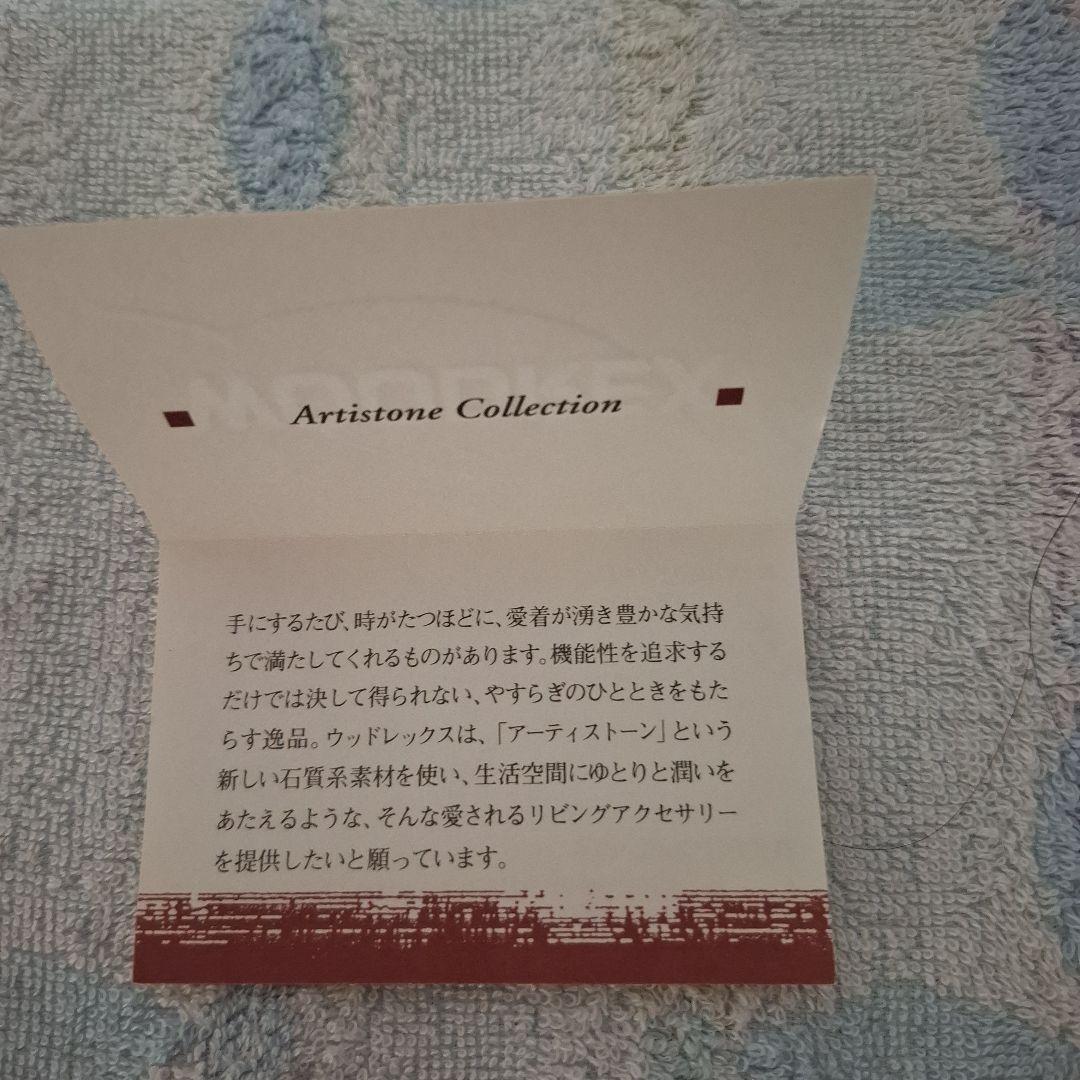 WOODREX
Artistone Collection
手にするたび、時がたつほどに、愛着が湧き豊かな気持
ちで満たしてくれるものがあります。機能性を追求する
だけでは決して得られない、やすらぎのひとときをもた
らす逸品。ウッドレックスは、「アーティストーン」という
新しい石質系素材を使い、生活空間にゆとりと潤いを
あたえるような、そんな愛されるリビングアクセサリー
を提供したいと願っています。